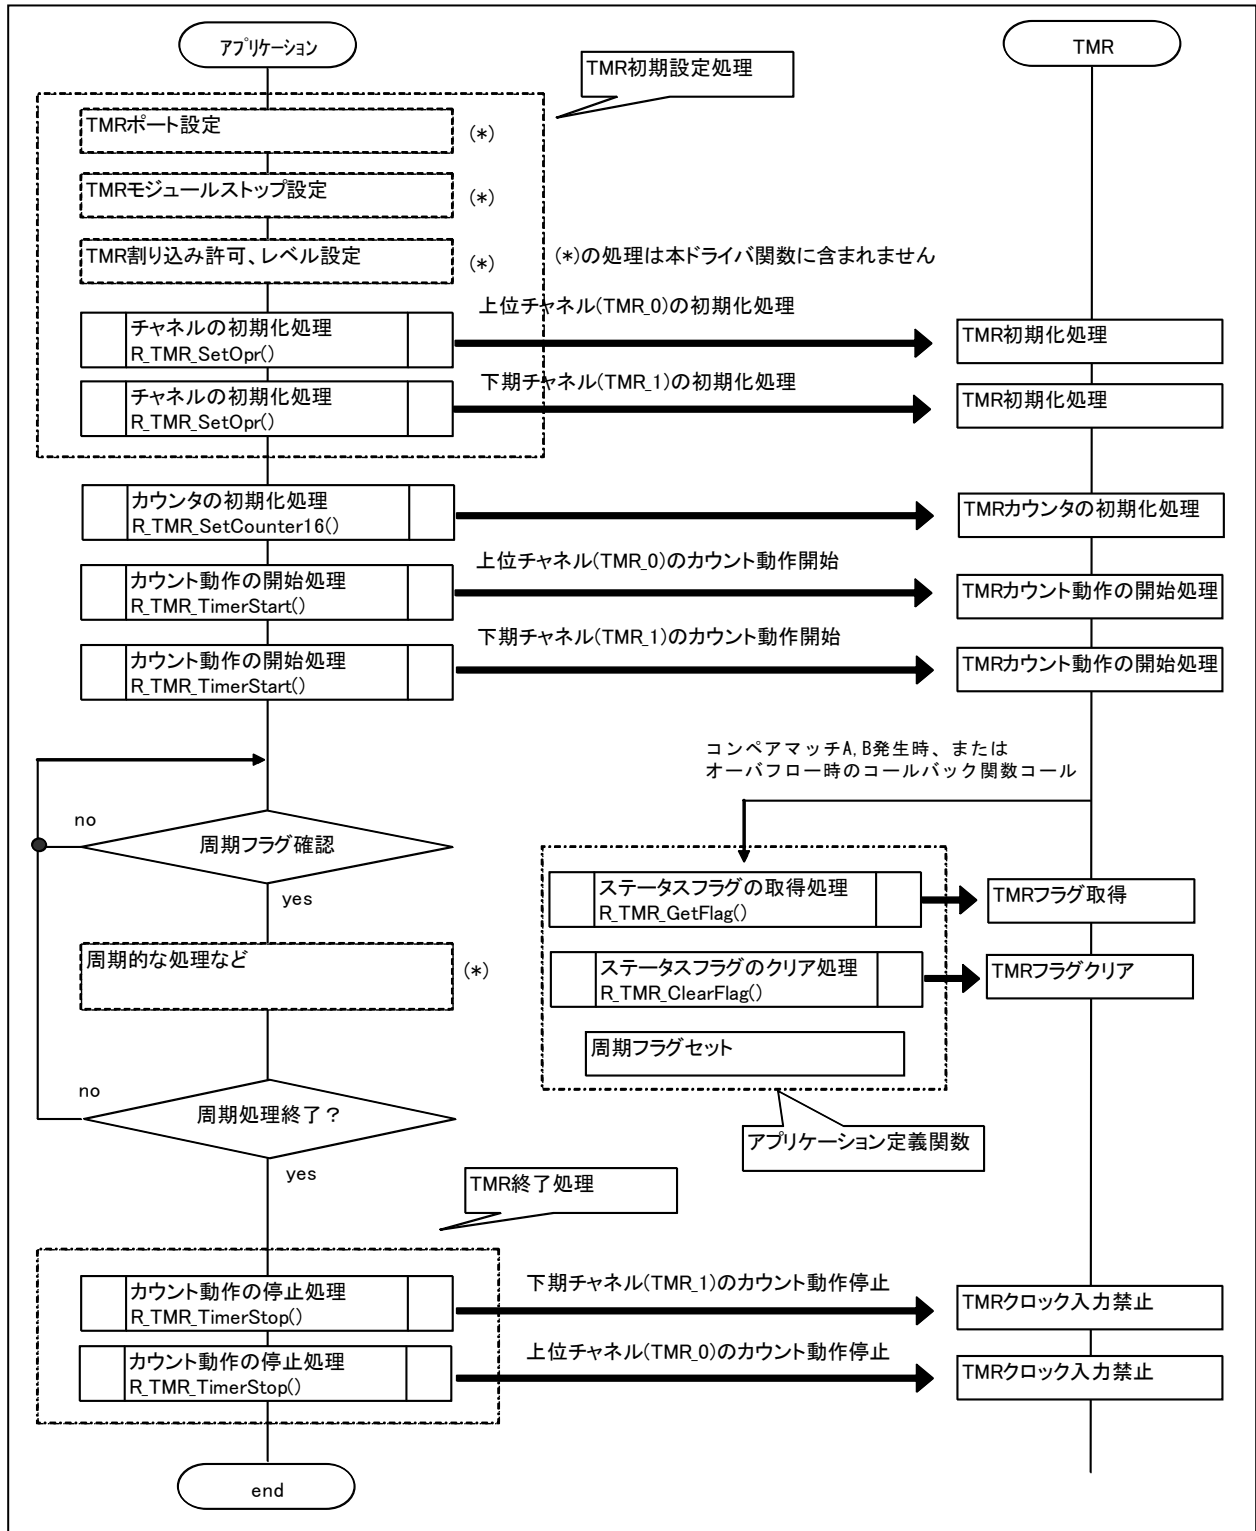 アプリケーション
TMR
TMR初期設定処理
TMRポート設定
(*)
TMRモジュールストップ設定
(*)
TMR割り込み許可、レベル設定
(*)
(*)の処理は本ドライバ関数に含まれません
上位チャネル(TMR_0)の初期化処理
チャネルの初期化処理
R_TMR_SetOpr()
TMR初期化処理
下期チャネル(TMR_1)の初期化処理
チャネルの初期化処理
R_TMR_SetOpr()
TMR初期化処理
カウンタの初期化処理
R_TMR_SetCounter16()
TMRカウンタの初期化処理
上位チャネル(TMR_0)のカウント動作開始
カウント動作の開始処理
R_TMR_TimerStart()
TMRカウント動作の開始処理
下期チャネル(TMR_1)のカウント動作開始
カウント動作の開始処理
R_TMR_TimerStart()
TMRカウント動作の開始処理
コンペアマッチA,B発生時、または
オーバフロー時のコールバック関数コール
no
周期フラグ確認
yes
ステータスフラグの取得処理
R_TMR_GetFlag()
TMRフラグ取得
周期的な処理など
(*)
ステータスフラグのクリア処理
R_TMR_ClearFlag()
TMRフラグクリア
周期フラグセット
no
周期処理終了？
yes
アプリケーション定義関数
TMR終了処理
下期チャネル(TMR_1)のカウント動作停止
カウント動作の停止処理
R_TMR_TimerStop()
TMRクロック入力禁止
上位チャネル(TMR_0)のカウント動作停止
カウント動作の停止処理
R_TMR_TimerStop()
TMRクロック入力禁止
end